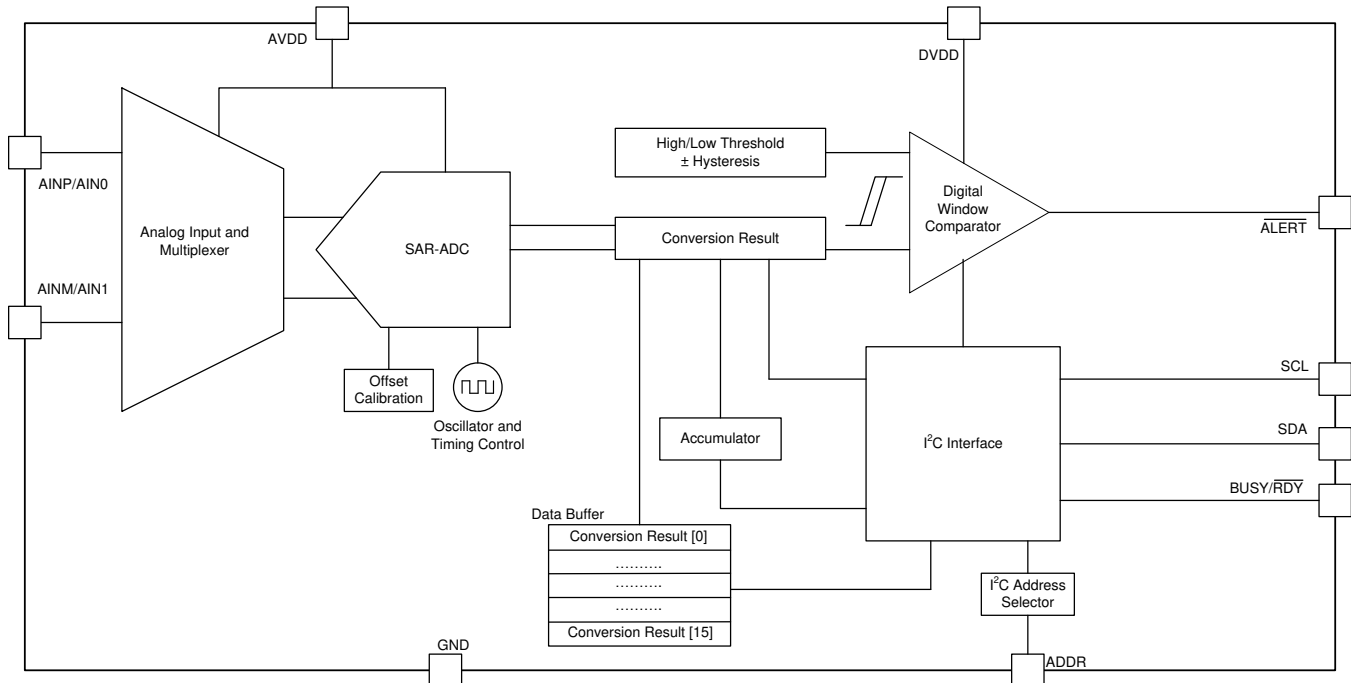 AVDD
DVDD
High/Low Threshold
± Hysteresis
AINP/AIN0
Digital
Window
Comparator
ALERT
Analog Input and
Multiplexer
SAR-ADC
Conversion Result
AINM/AIN1
Offset
Calibration
Oscillator and
Timing Control
SCL
Accumulator
I²C Interface
SDA
BUSY/RDY
Data Buffer
Conversion Result [0]
..........
..........
..........
Conversion Result [15]
I²C Address
Selector
GND
ADDR